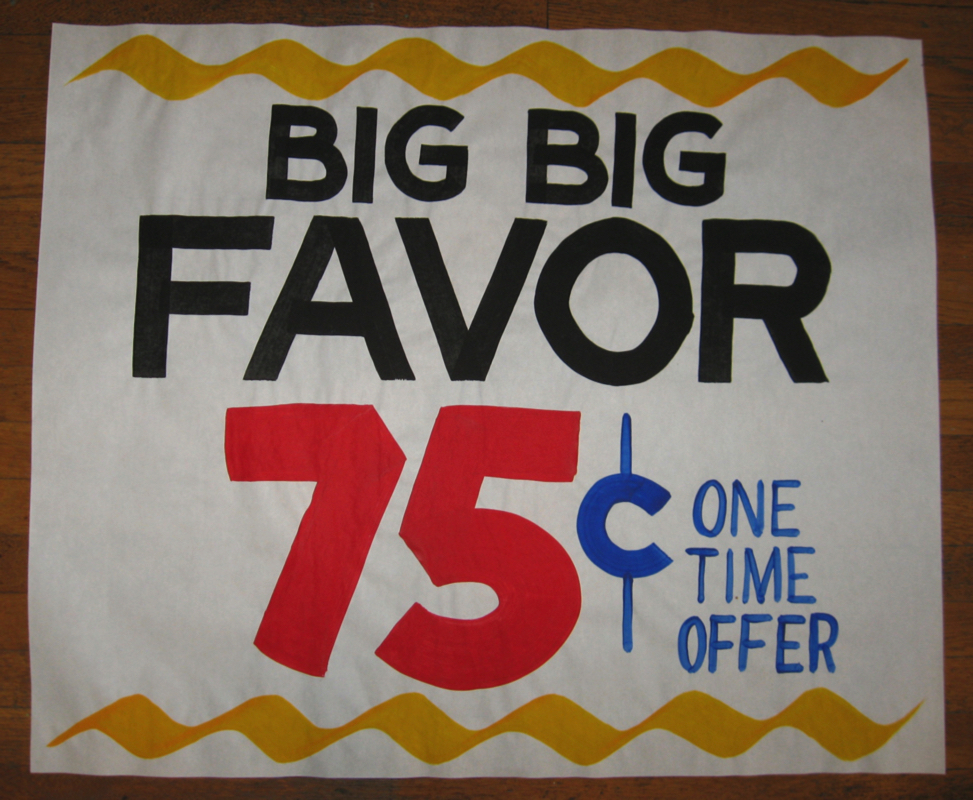 BIG BIG
FAVOR
75¢ ONE
TIME
OFFER